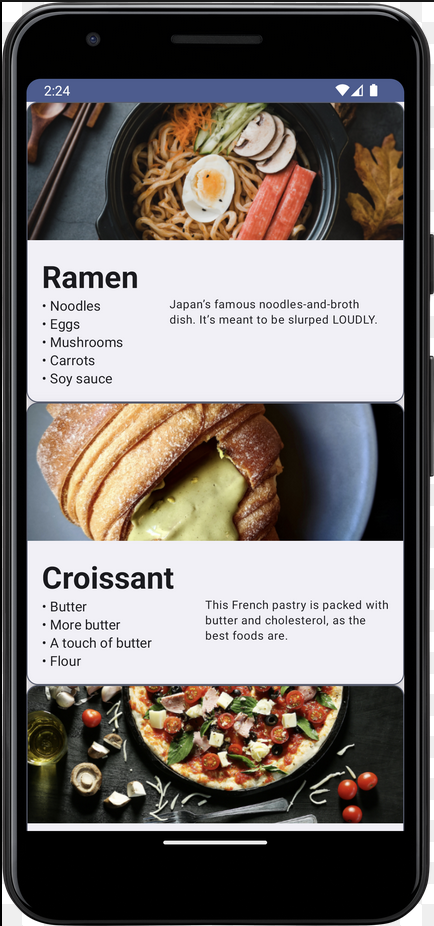 2:24
Ramen
• Noodles
• Eggs
• Mushrooms
• Carrots
• Soy sauce
Japan’s famous noodles-and-broth
dish. It’s meant to be slurped LOUDLY.
Croissant
• Butter
• More butter
• A touch of butter
• Flour
This French pastry is packed with
butter and cholesterol, as the
best foods are.